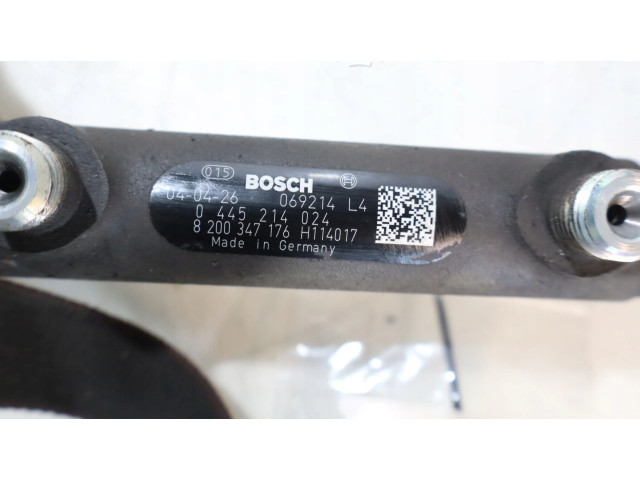 015 BOSCH
04-04-26 069214 L4
0 445 214 024
8 200 347 176 H114017
Made in Germany